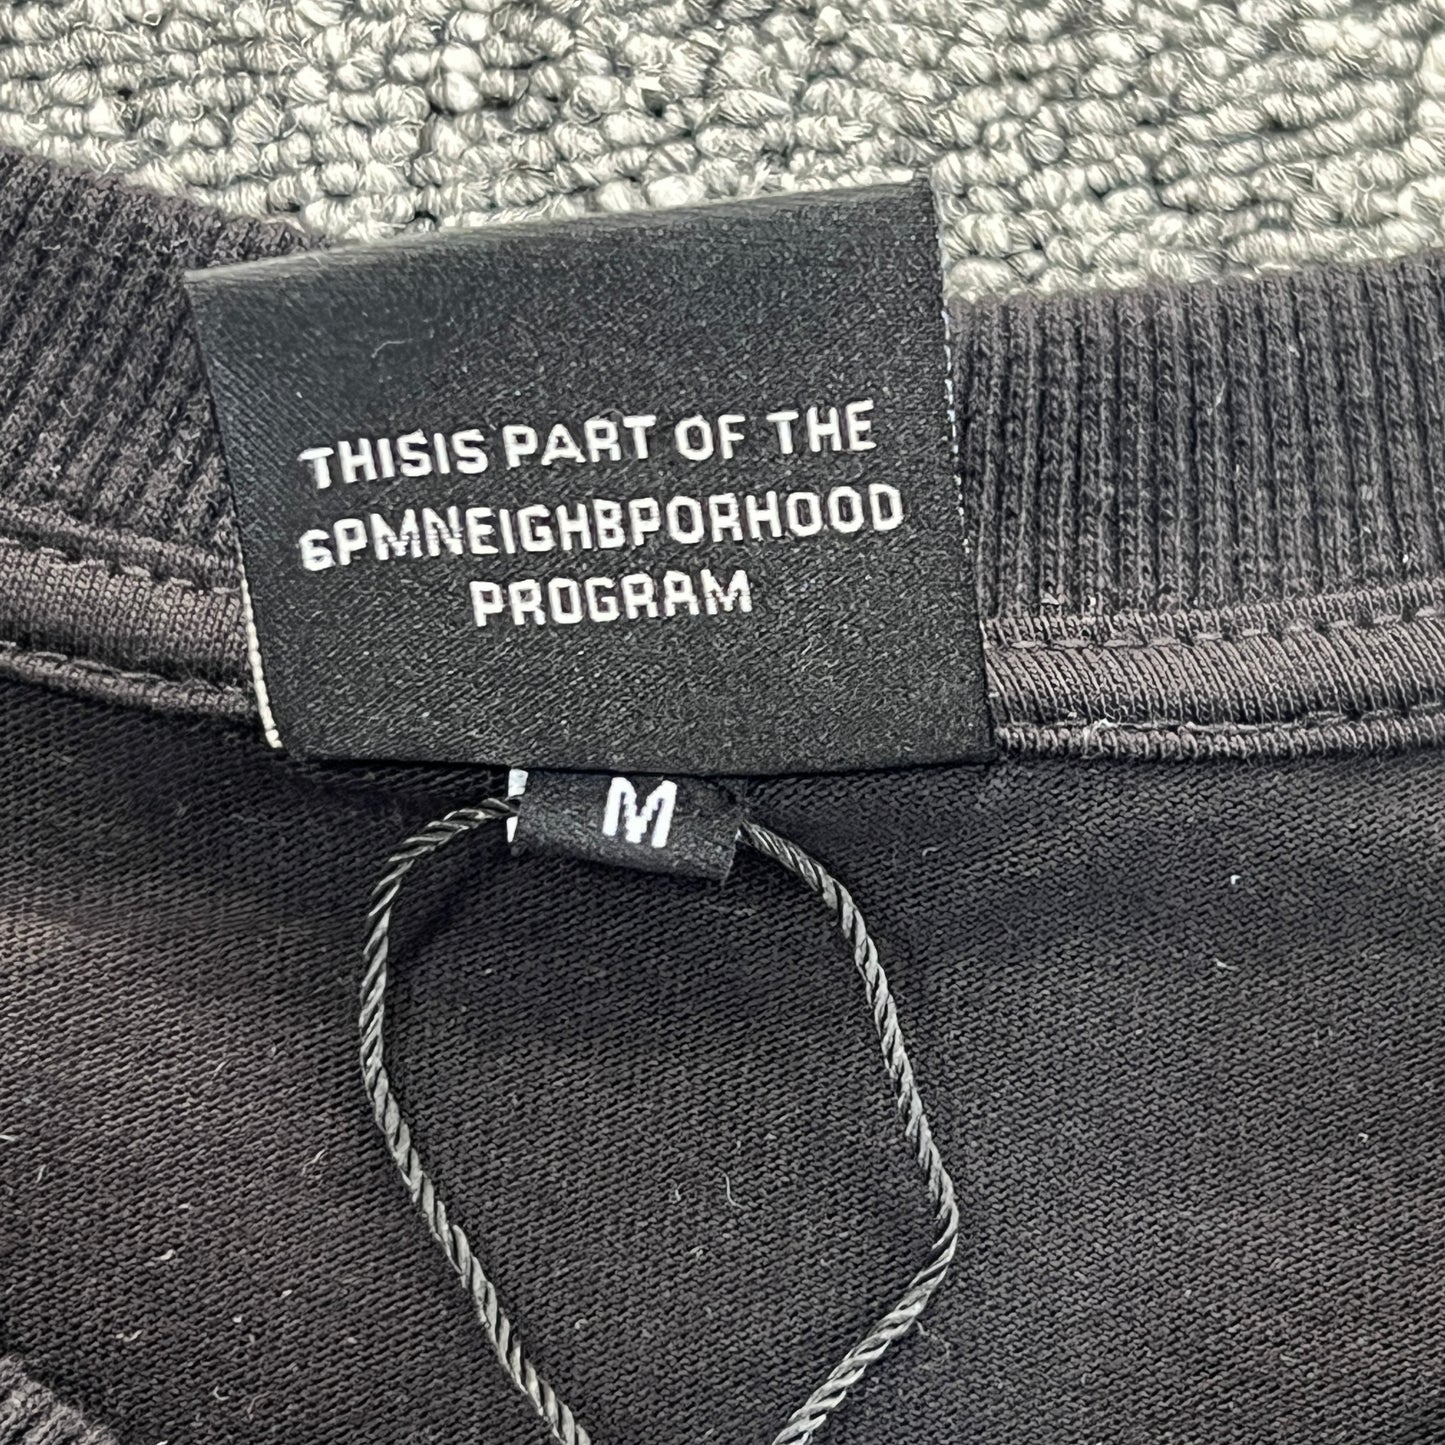 THISIS PART OF THE
6PMNEIGHBPORHOOD
PROGRAM
M